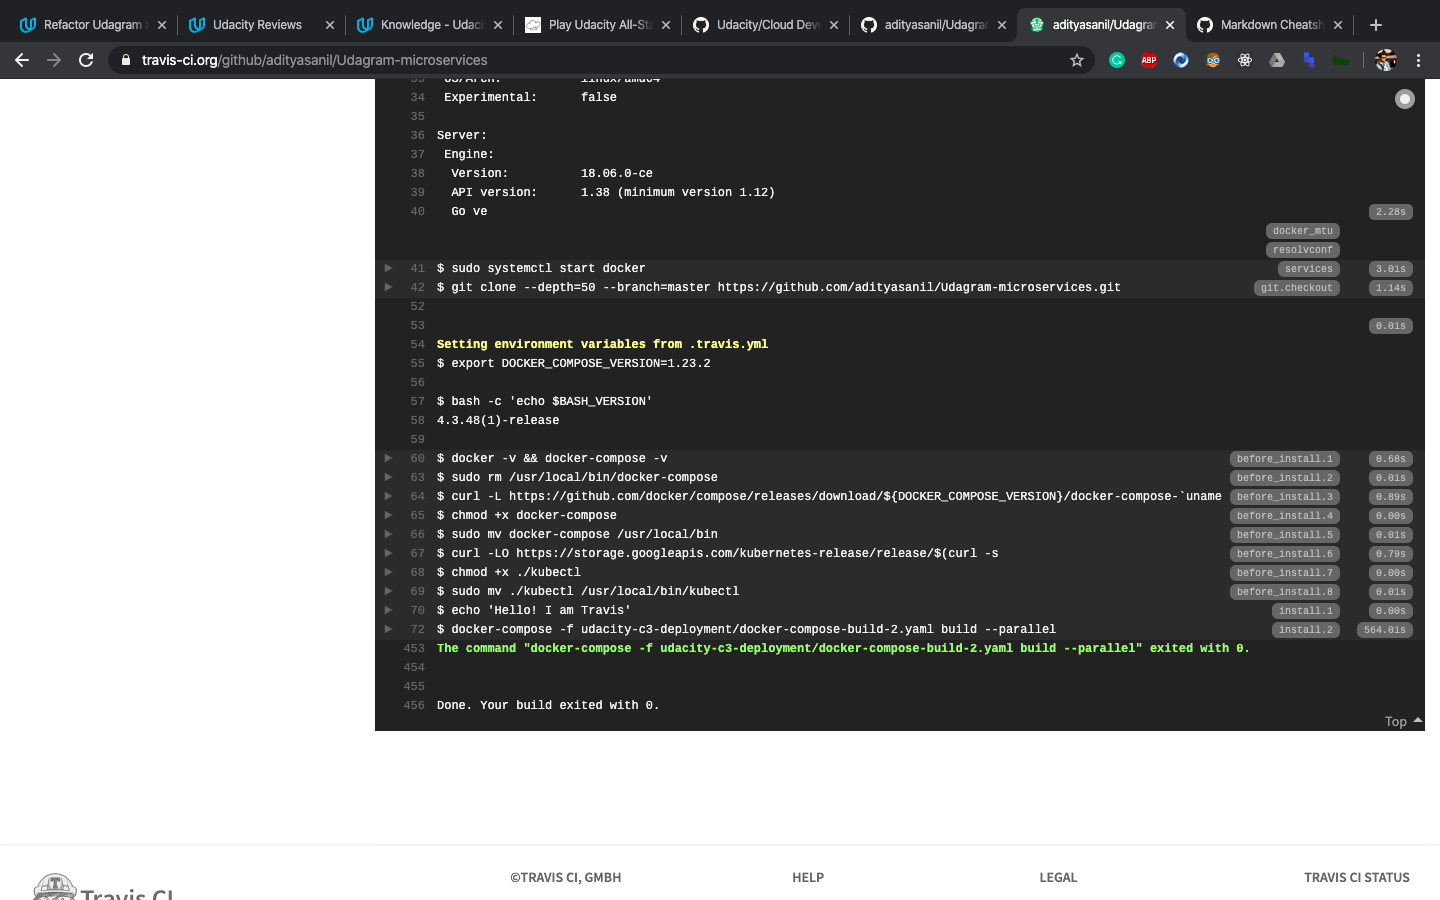 Refactor Udagram a
Udacity Reviews
Knowledge - Udaci
Play Udacity All-Sta
Udacity/Cloud Deve
adityasanil/Udagram
adityasanil/Udagram
Markdown Cheatsh
travis-ci.org/github/adityasanil/Udagram-microservices
ABP
34 Experimental: false
35
36 Server:
37 Engine:
38 Version: 18.06.0-ce
39 API version: 1.38 (minimum version 1.12)
40 Go ve 2.28s
docker_mtu
resolvconf
41 $ sudo systemctl start docker services 3.01s
42 $ git clone --depth=50 --branch=master https://github.com/adityasanil/Udagram-microservices.git git.checkout 1.14s
52
53 0.01s
54 Setting environment variables from .travis.yml
55 $ export DOCKER_COMPOSE_VERSION=1.23.2
56
57 $ bash -c 'echo $BASH_VERSION'
58 4.3.48(1)-release
59
60 $ docker -v && docker-compose -v before_install.1 0.68s
63 $ sudo rm /usr/local/bin/docker-compose before_install.2 0.01s
64 $ curl -L https://github.com/docker/compose/releases/download/${DOCKER_COMPOSE_VERSION}/docker-compose-`uname before_install.3 0.89s
65 $ chmod +x docker-compose before_install.4 0.00s
66 $ sudo mv docker-compose /usr/local/bin before_install.5 0.01s
67 $ curl -LO https://storage.googleapis.com/kubernetes-release/release/$(curl -s before_install.6 0.79s
68 $ chmod +x ./kubectl before_install.7 0.00s
69 $ sudo mv ./kubectl /usr/local/bin/kubectl before_install.8 0.01s
70 $ echo 'Hello! I am Travis' install.1 0.00s
72 $ docker-compose -f udacity-c3-deployment/docker-compose-build-2.yaml build --parallel install.2 564.01s
453 The command "docker-compose -f udacity-c3-deployment/docker-compose-build-2.yaml build --parallel" exited with 0.
454
455
456 Done. Your build exited with 0.
Top
©TRAVIS CI, GMBH
HELP
LEGAL
TRAVIS CI STATUS
Travis CI